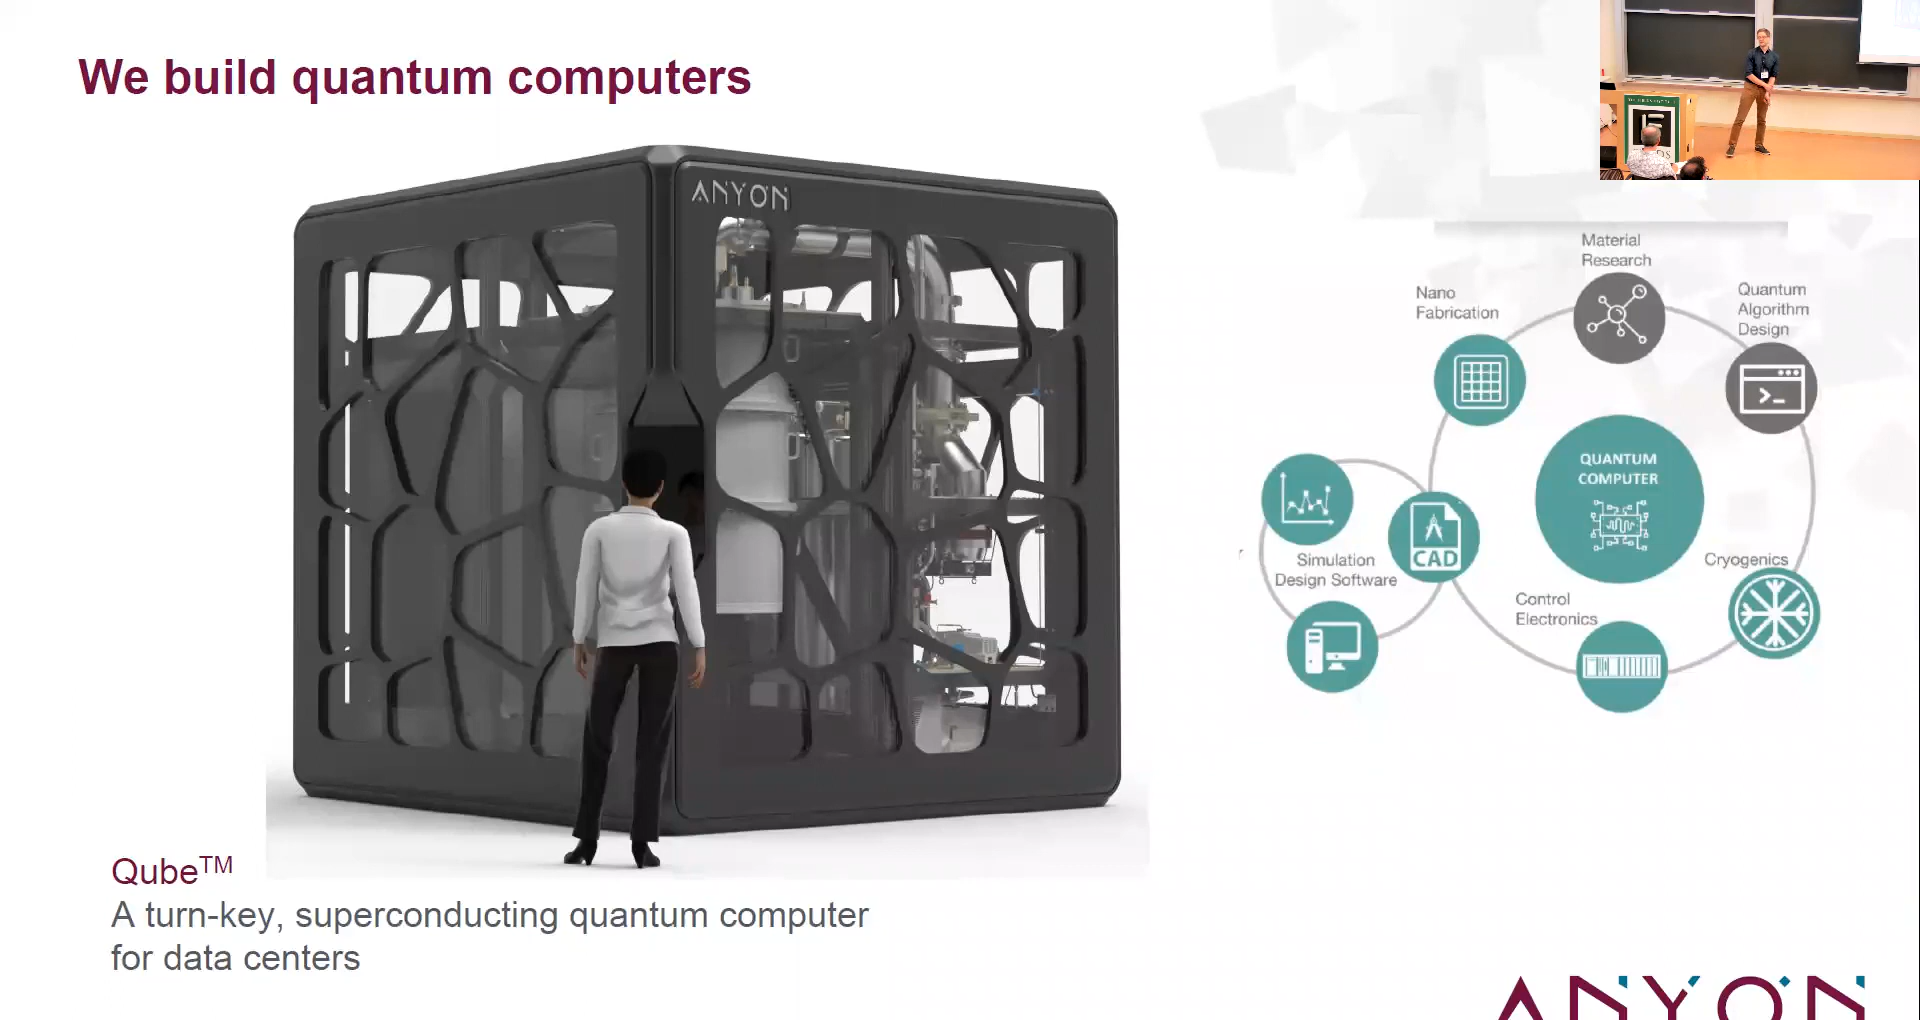 We build quantum computers
ANYON
Material
Research
Nano
Fabrication
Quantum
Algorithm
Design
QUANTUM
COMPUTER
Simulation
Design Software
CAD
Cryogenics
Control
Electronics
Qube™
A turn-key, superconducting quantum computer
for data centers
ANYON